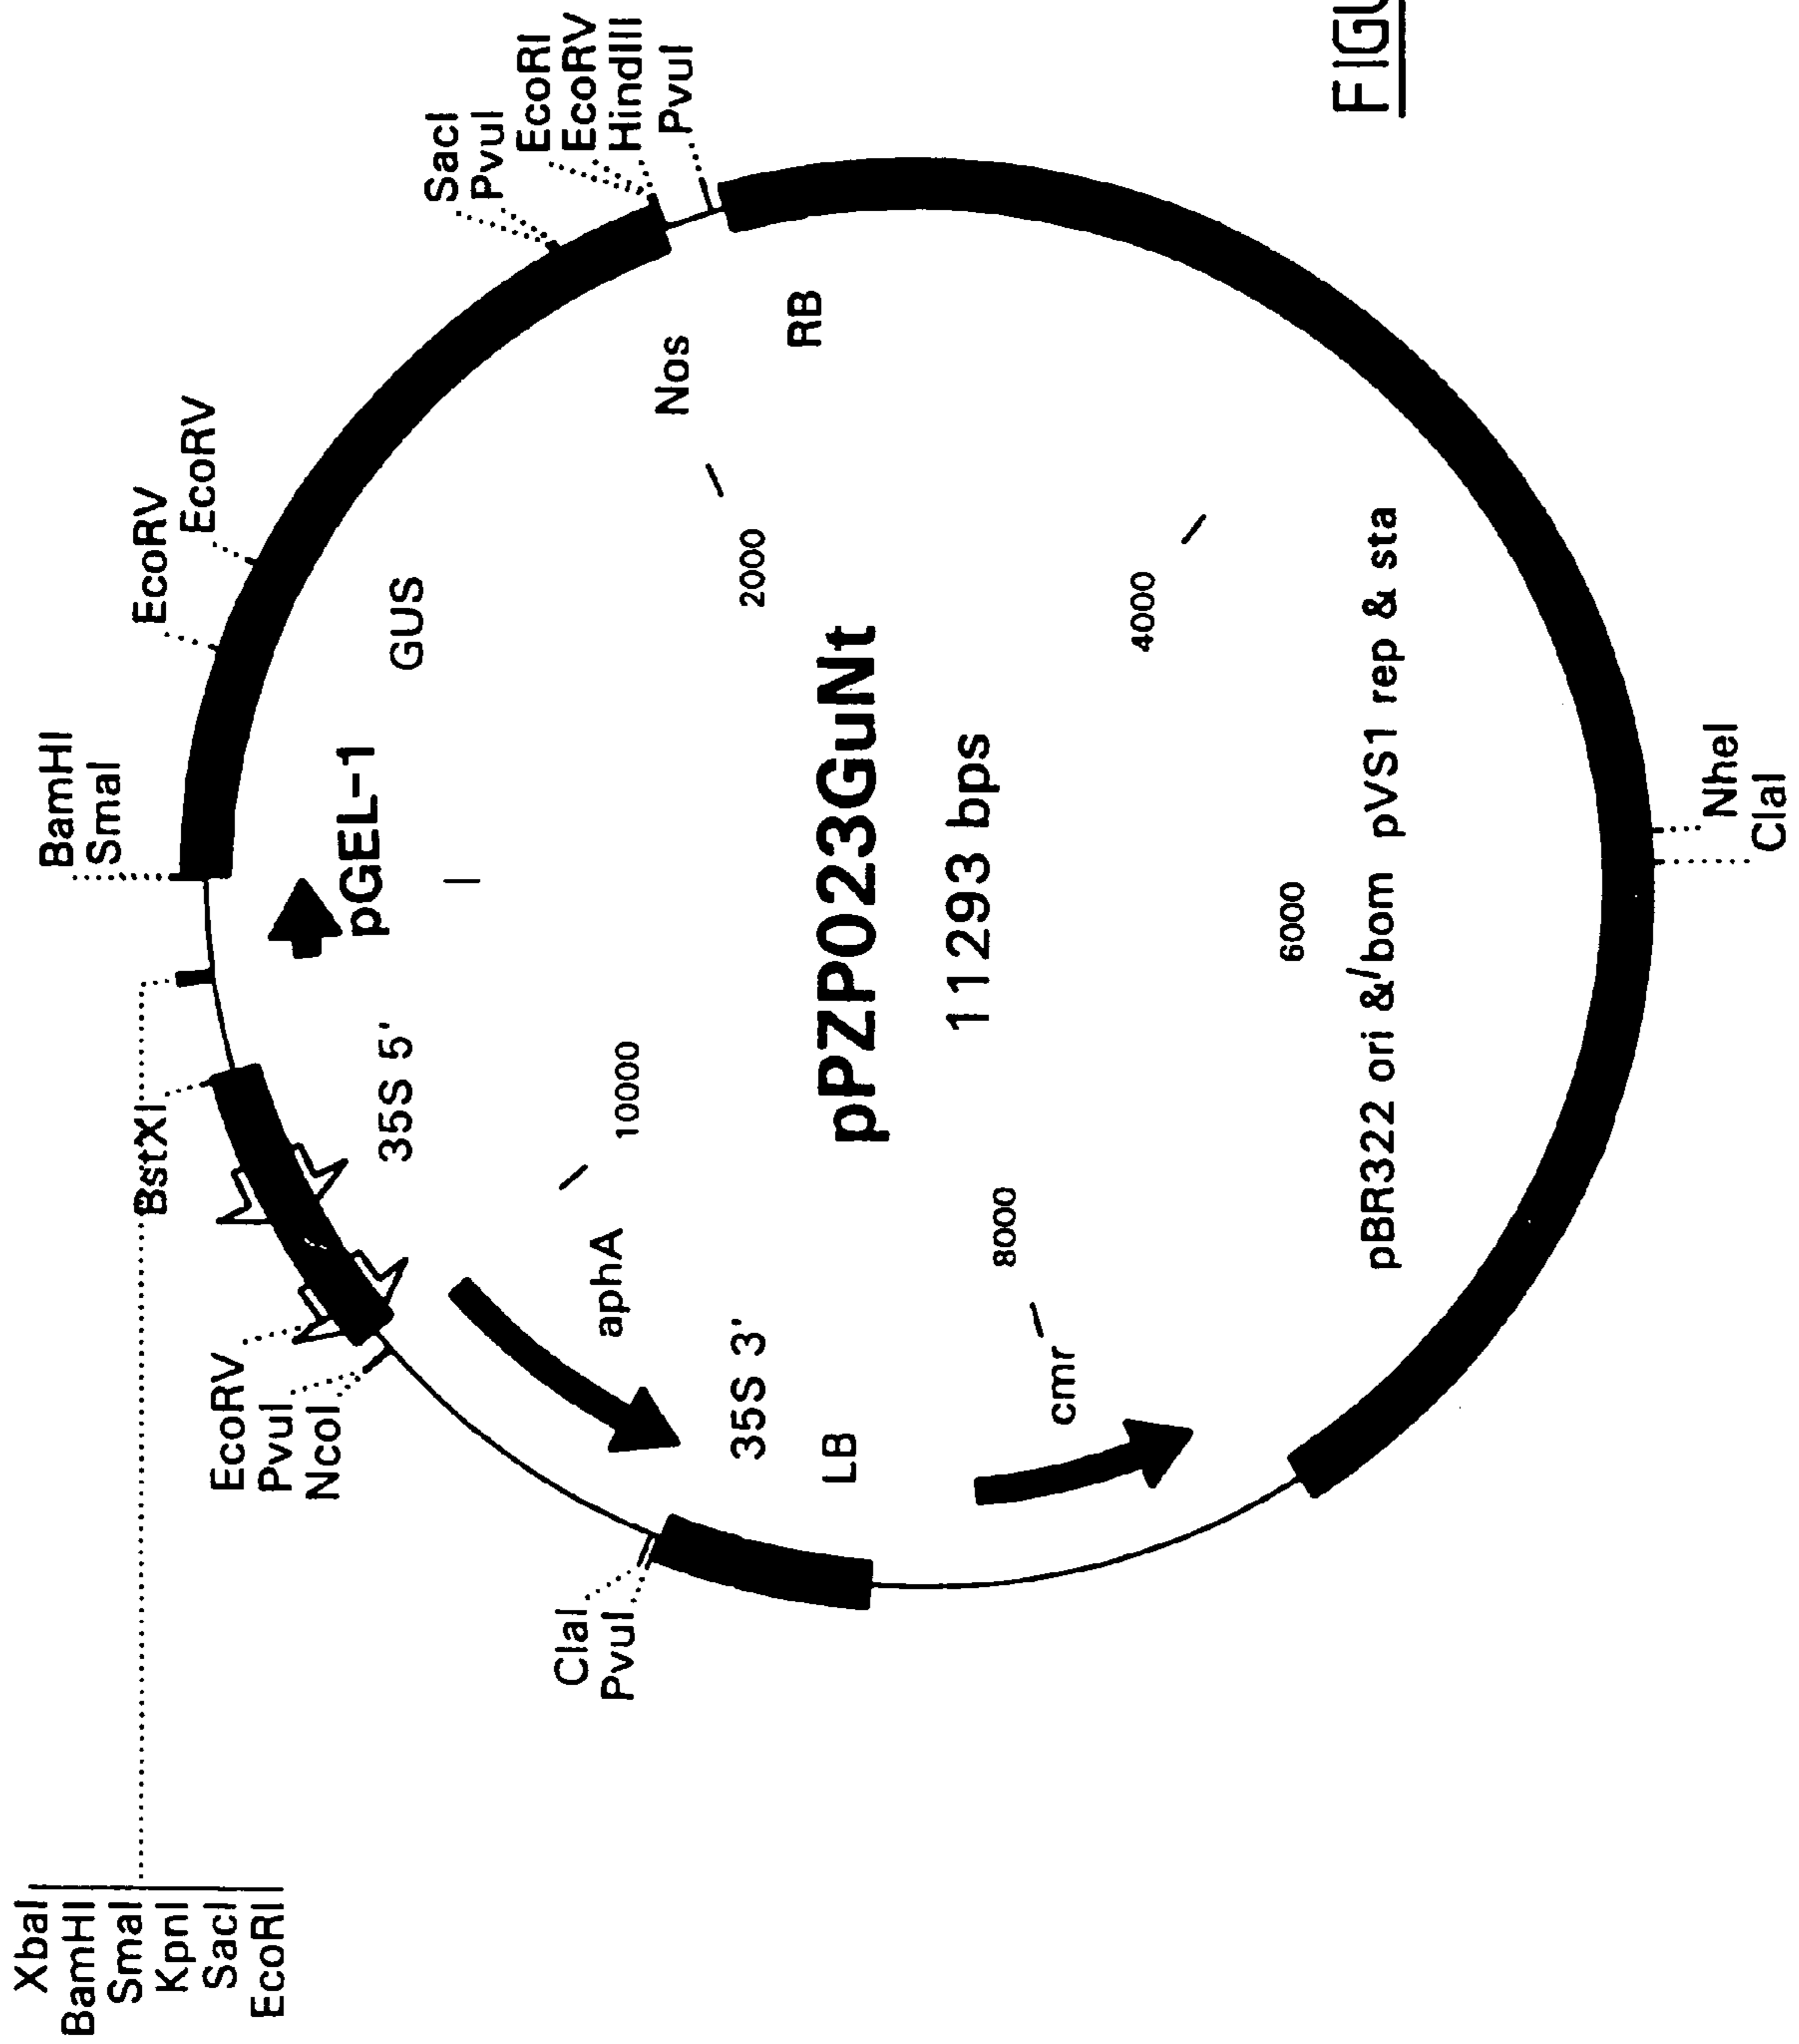 XbaI
BamHI
SmaI
KpnI
SacI
EcoRI
BamHI
SmaI
EcoRV
EcoRV
SacI
PvuI
EcoRI
EcoRV
HindIII
PvuI
BstXI
EcoRV
PvuI
NcoI
ClaI
PvuI
pGEL-1
GUS
35S 5'
Nos
RB
aphA
10000
2000
35S 3'
LB
pPZP023GuNt
11293 bps
cmr
8000
4000
6000
pBR322 ori & bom pVS1 rep & sta
NheI
ClaI